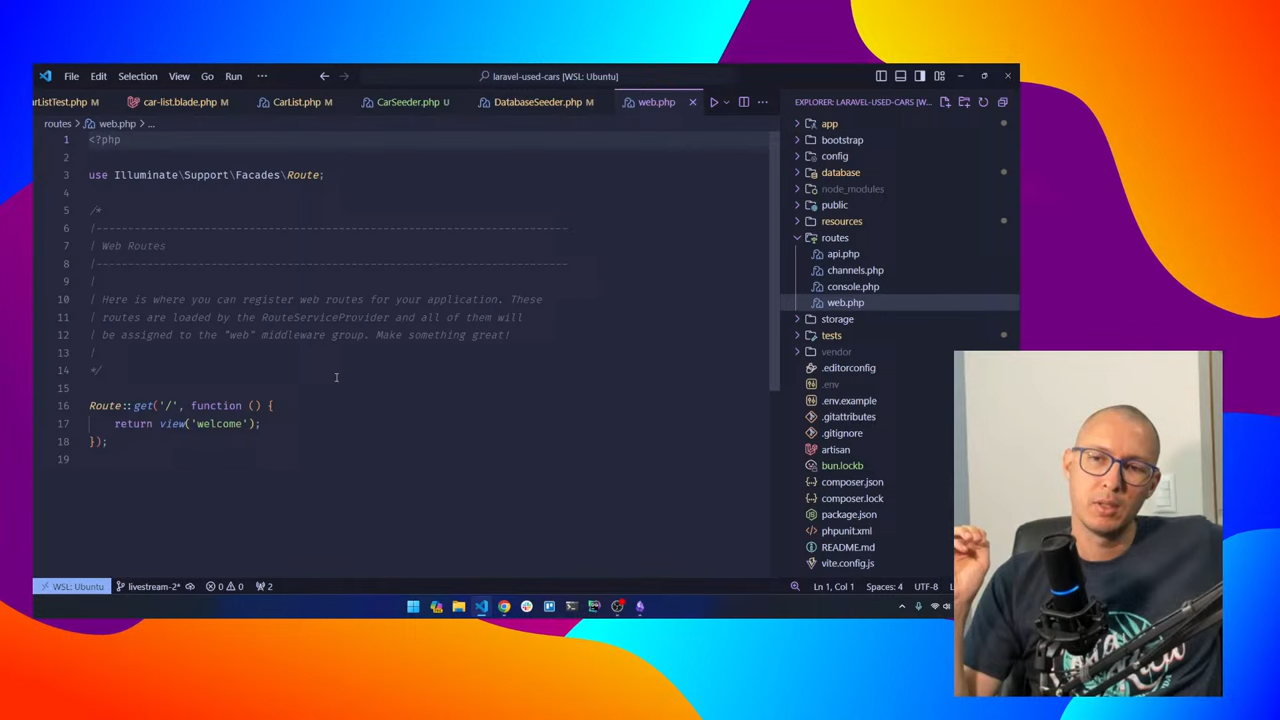 File Edit Selection View Go Run ··· laravel-used-cars [WSL: Ubuntu]
arListTest.php M car-list.blade.php M CarList.php M CarSeeder.php U DatabaseSeeder.php M web.php
routes > web.php > ...
1 <?php
2
3 use Illuminate\Support\Facades\Route;
4
5 /*
6 |--------------------------------------------------------------------------
7 | Web Routes
8 |--------------------------------------------------------------------------
9 |
10 | Here is where you can register web routes for your application. These
11 | routes are loaded by the RouteServiceProvider and all of them will
12 | be assigned to the "web" middleware group. Make something great!
13 |
14 */
15
16 Route::get('/', function () {
17 return view('welcome');
18 });
19
EXPLORER: LARAVEL-USED-CARS [W...
app
bootstrap
config
database
node_modules
public
resources
routes
api.php
channels.php
console.php
web.php
storage
tests
vendor
.editorconfig
.env
.env.example
.gitattributes
.gitignore
artisan
bun.lockb
composer.json
composer.lock
package.json
phpunit.xml
README.md
vite.config.js
WSL: Ubuntu livestream-2* 0 0 2 Ln 1, Col 1 Spaces: 4 UTF-8